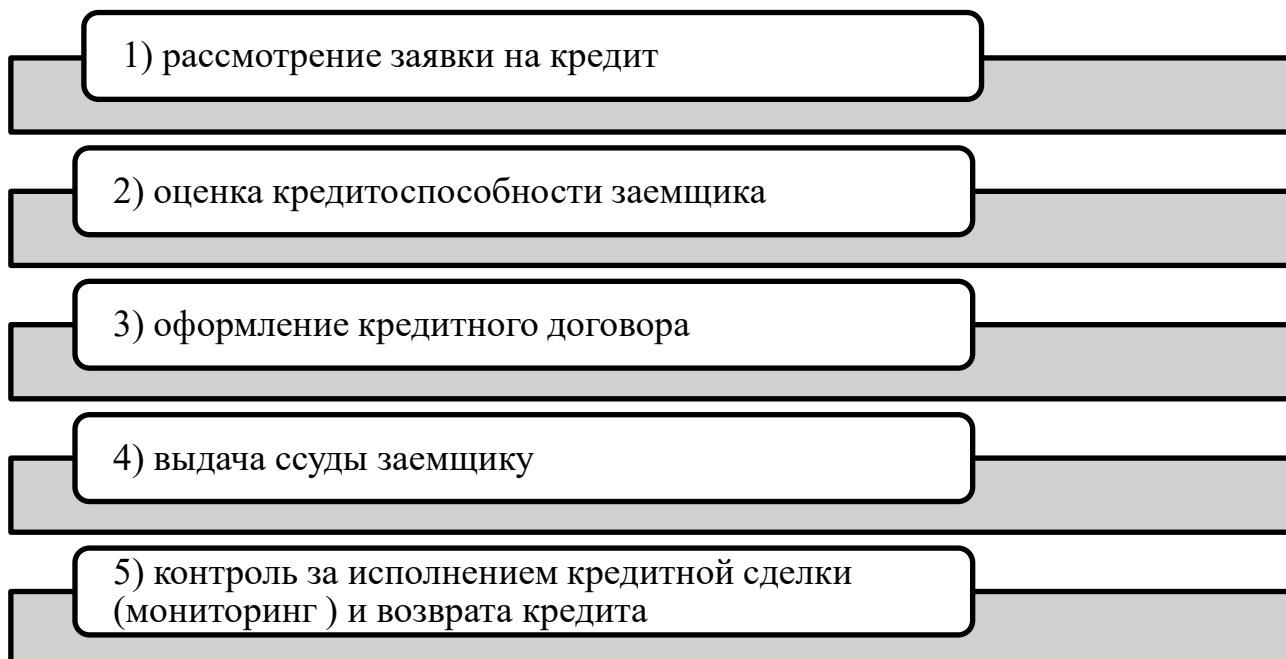 1) рассмотрение заявки на кредит
2) оценка кредитоспособности заемщика
3) оформление кредитного договора
4) выдача ссуды заемщику
5) контроль за исполнением кредитной сделки
(мониторинг ) и возврата кредита